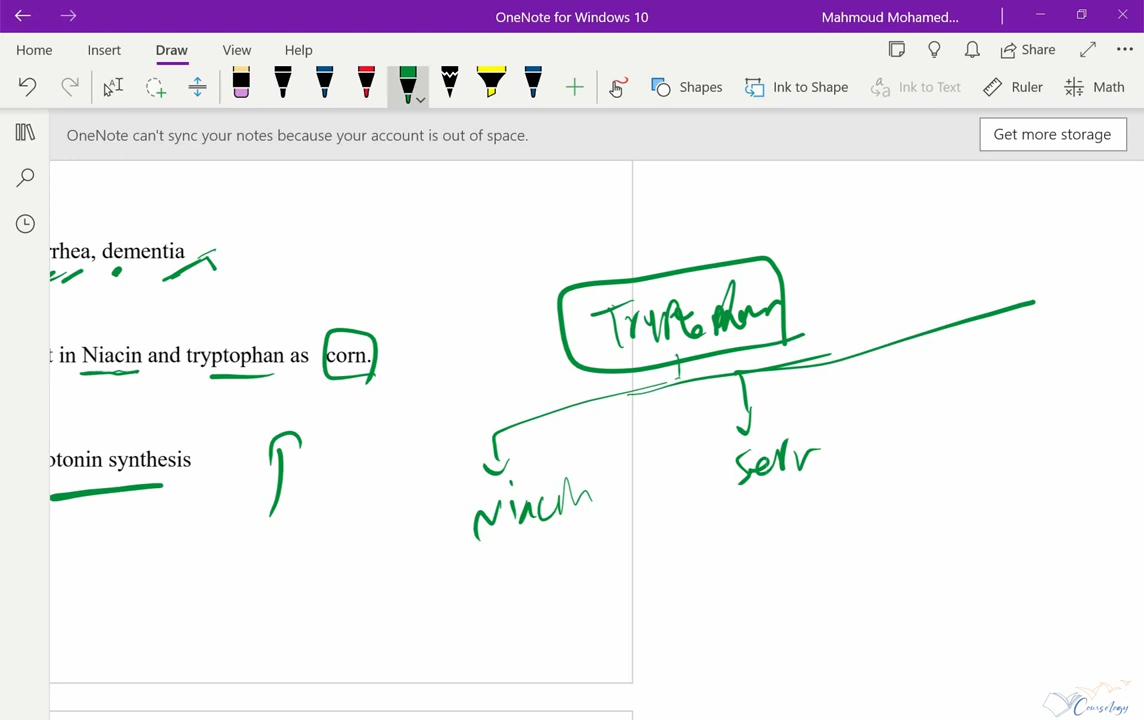 OneNote for Windows 10
Mahmoud Mohamed...
Home Insert Draw View Help
Share
Shapes Ink to Shape Ink to Text Ruler Math
OneNote can't sync your notes because your account is out of space.
Get more storage
rhea, dementia
Tryptophan
t in Niacin and tryptophan as corn.
otonin synthesis
Ser
Niacin
Courseology